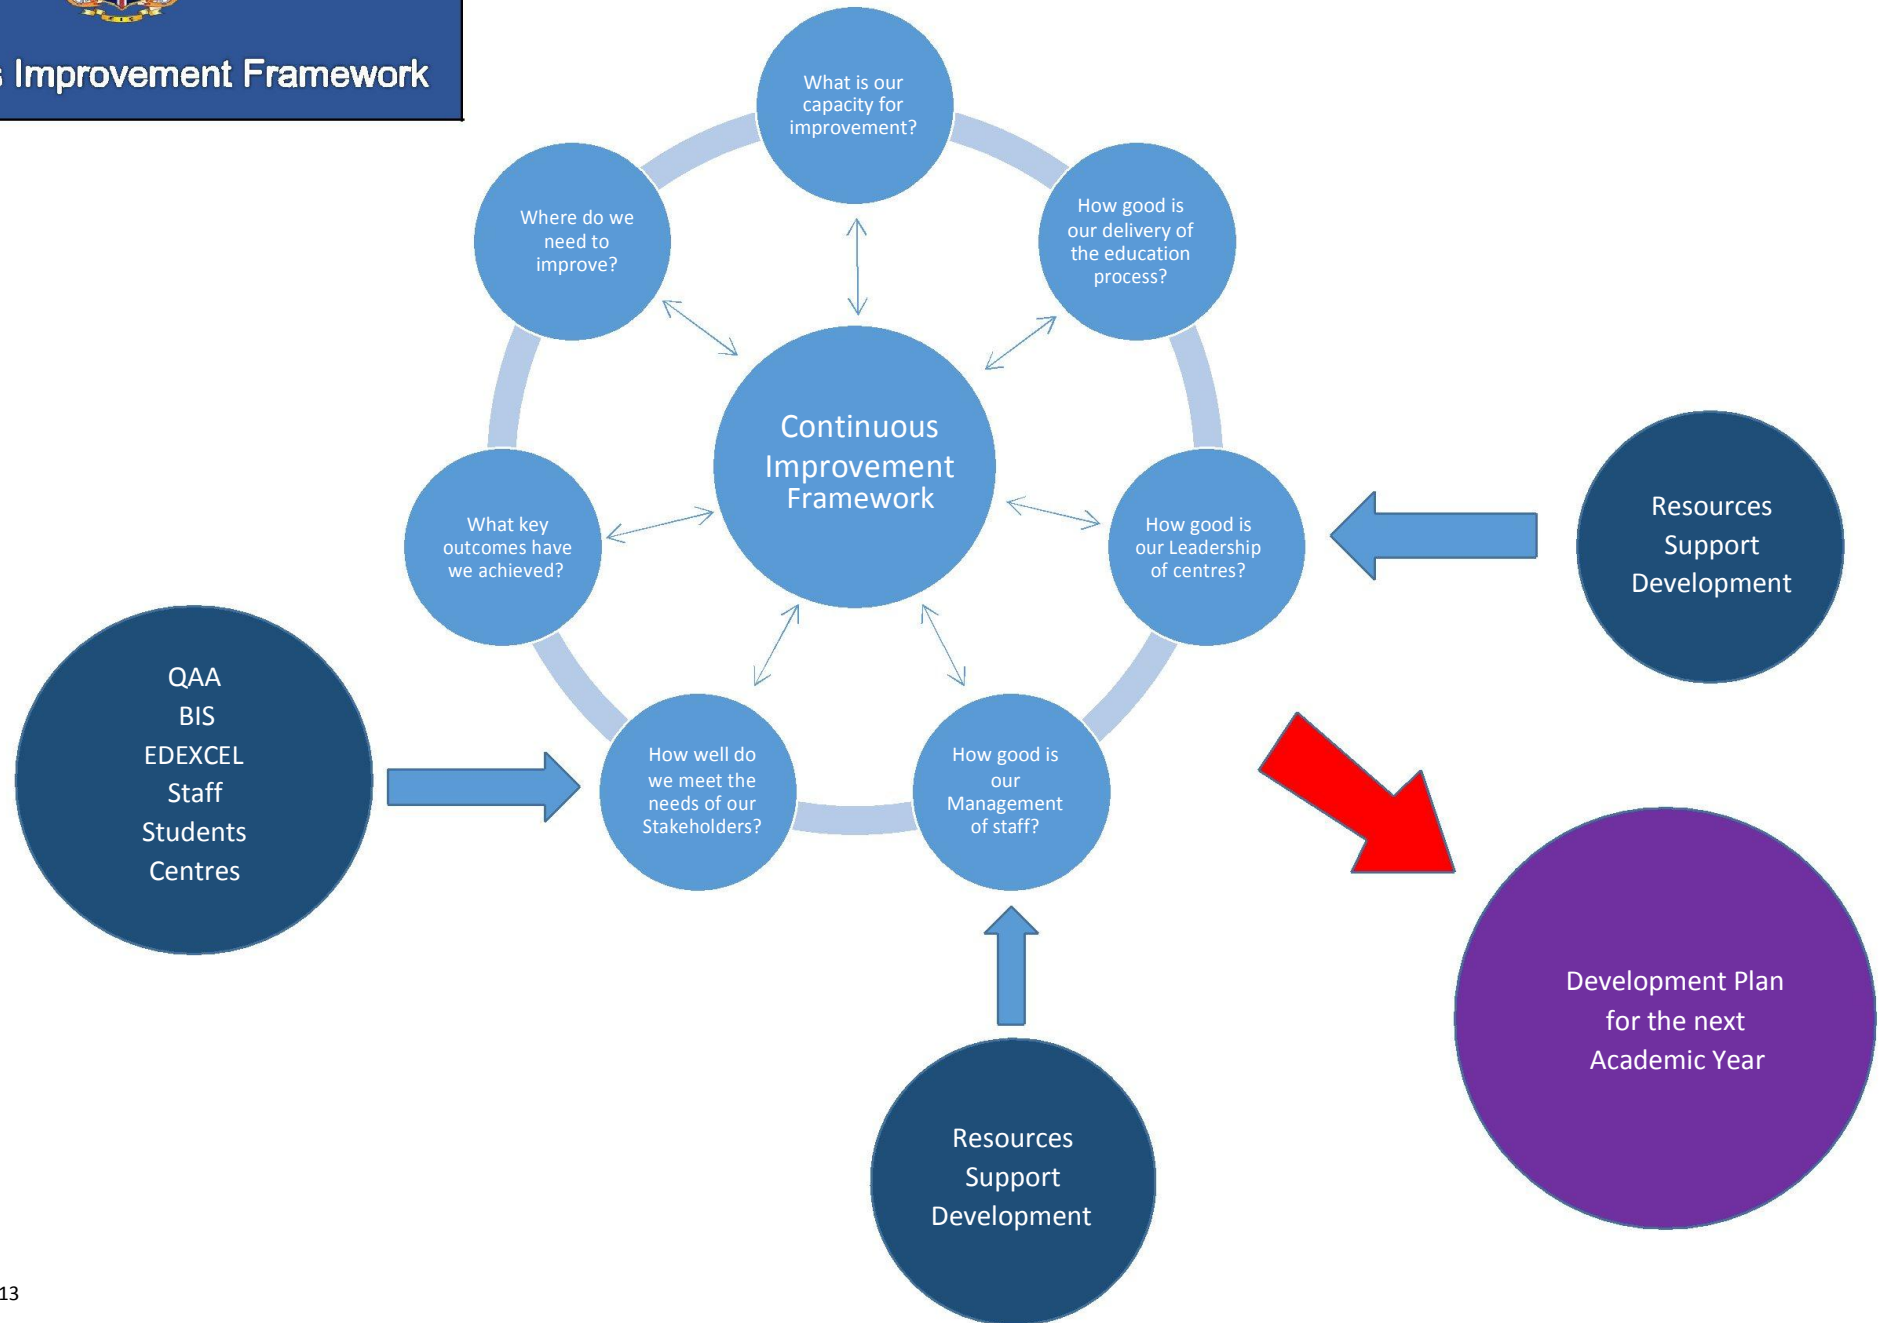 Improvement Framework
What is our
capacity for
improvement?
Where do we
need to
improve?
How good is
our delivery of
the education
process?
Continuous
Improvement
Framework
What key
outcomes have
we achieved?
How good is
our Leadership
of centres?
Resources
Support
Development
QAA
BIS
EDEXCEL
Staff
Students
Centres
How well do
we meet the
needs of our
Stakeholders?
How good is
our
Management
of staff?
Development Plan
for the next
Academic Year
Resources
Support
Development
13